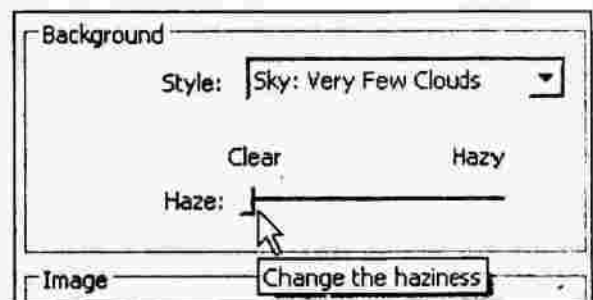 Background
Style: Sky: Very Few Clouds
Clear Hazy
Haze:
Change the haziness
Image